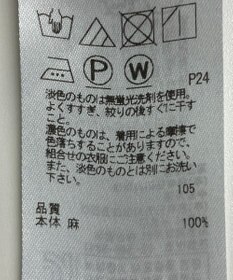 P W P24
淡色のものは無蛍光洗剤を使用。
よくすすぎ、絞りの後すぐに干す
こと。
濃色のものは、着用による摩擦で
色落ちすることがありますので、
組合せの衣服にご注意ください。
また、淡色のものとは別にお洗い
下さい。
105
品質
本体 麻 100%